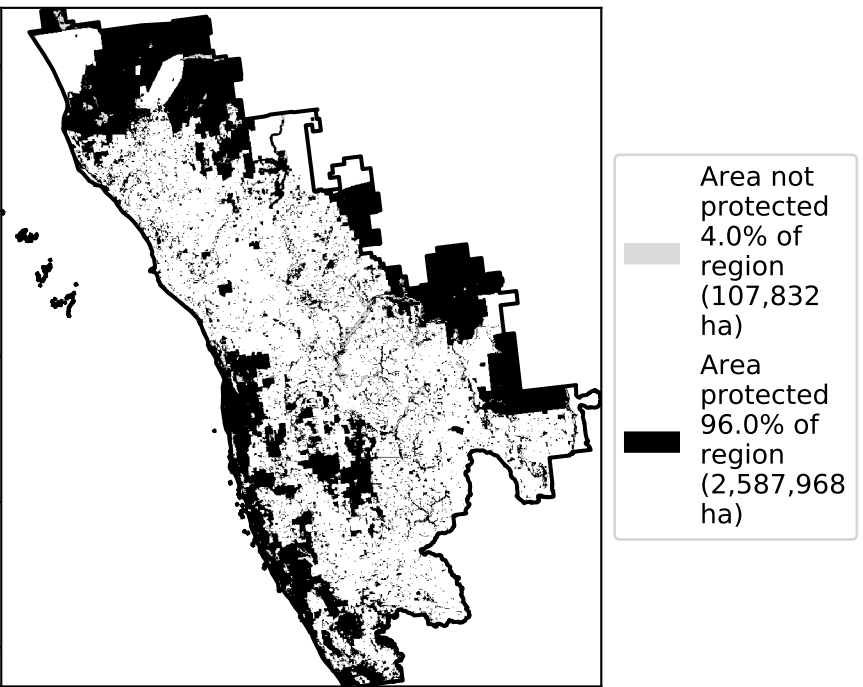 Area not
protected
4.0% of
region
(107,832
ha)
Area
protected
96.0% of
region
(2,587,968
ha)